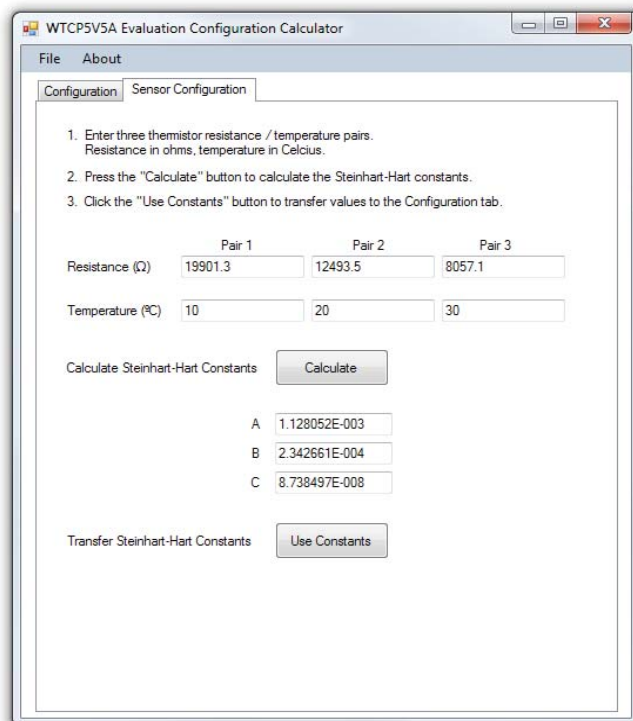 WTCP5V5A Evaluation Configuration Calculator
File About
Configuration Sensor Configuration
1. Enter three thermistor resistance / temperature pairs.
Resistance in ohms, temperature in Celcius.
2. Press the "Calculate" button to calculate the Steinhart-Hart constants.
3. Click the "Use Constants" button to transfer values to the Configuration tab.
Pair 1 Pair 2 Pair 3
Resistance (Ω) 19901.3 12493.5 8057.1
Temperature (ºC) 10 20 30
Calculate Steinhart-Hart Constants Calculate
A 1.128052E-003
B 2.342661E-004
C 8.738497E-008
Transfer Steinhart-Hart Constants Use Constants